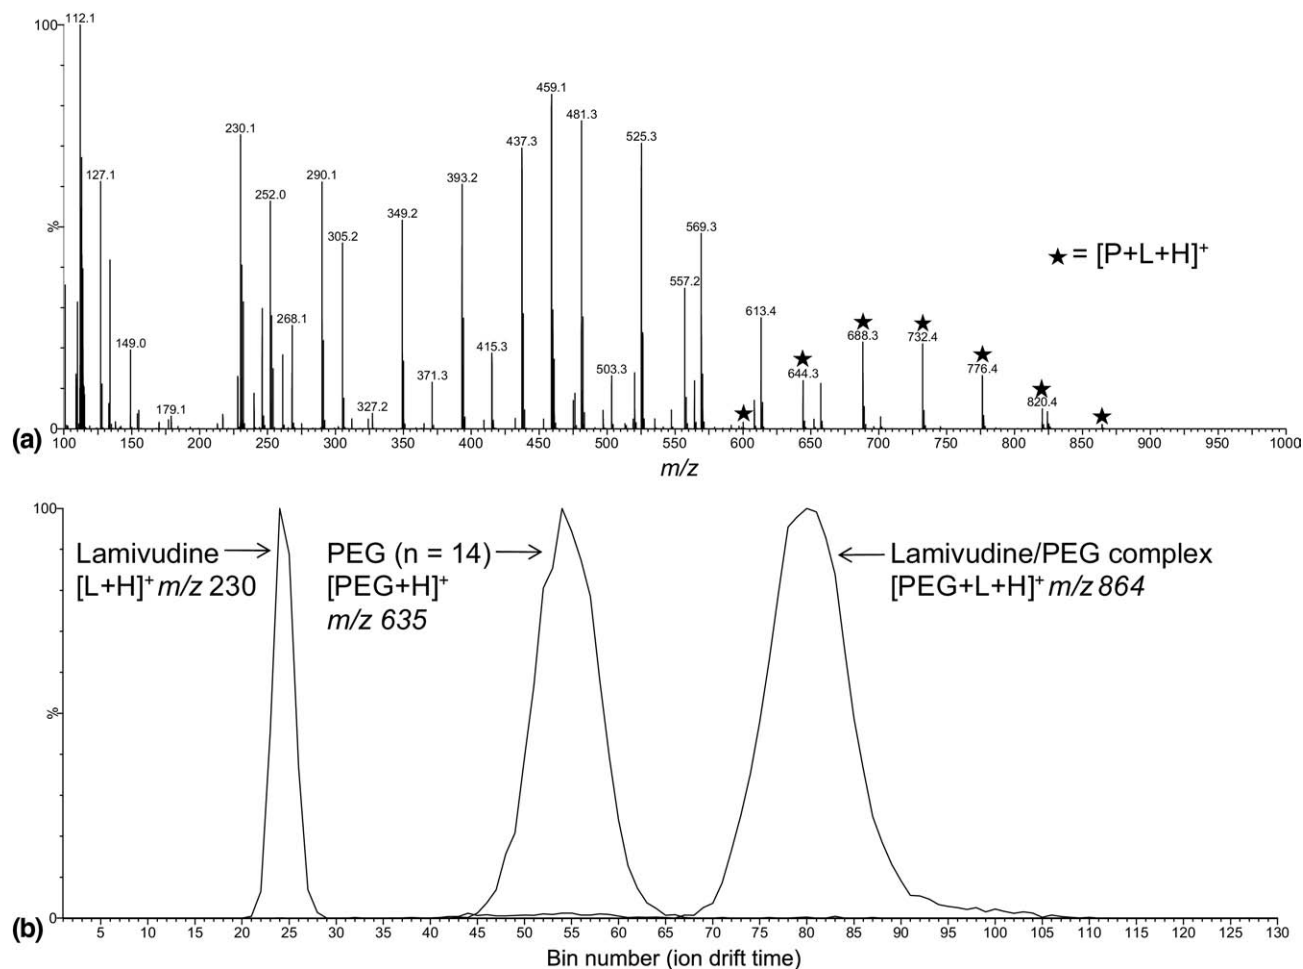 100
112.1
459.1
481.3
230.1
525.3
437.3
127.1
290.1
393.2
252.0
349.2
305.2
569.3
★ = [P+L+H]+
%
557.2
268.1
613.4
688.3
732.4
149.0
415.3
644.3
776.4
371.3
503.3
820.4
179.1
327.2
0
(a)
100 150 200 250 300 350 400 450 500 550 600 650 700 750 800 850 900 950 1000
m/z
100
Lamivudine
[L+H]+ m/z 230
PEG (n = 14)
[PEG+H]+
m/z 635
Lamivudine/PEG complex
[PEG+L+H]+ m/z 864
%
0
(b)
5 10 15 20 25 30 35 40 45 50 55 60 65 70 75 80 85 90 95 100 105 110 115 120 125 130
Bin number (ion drift time)